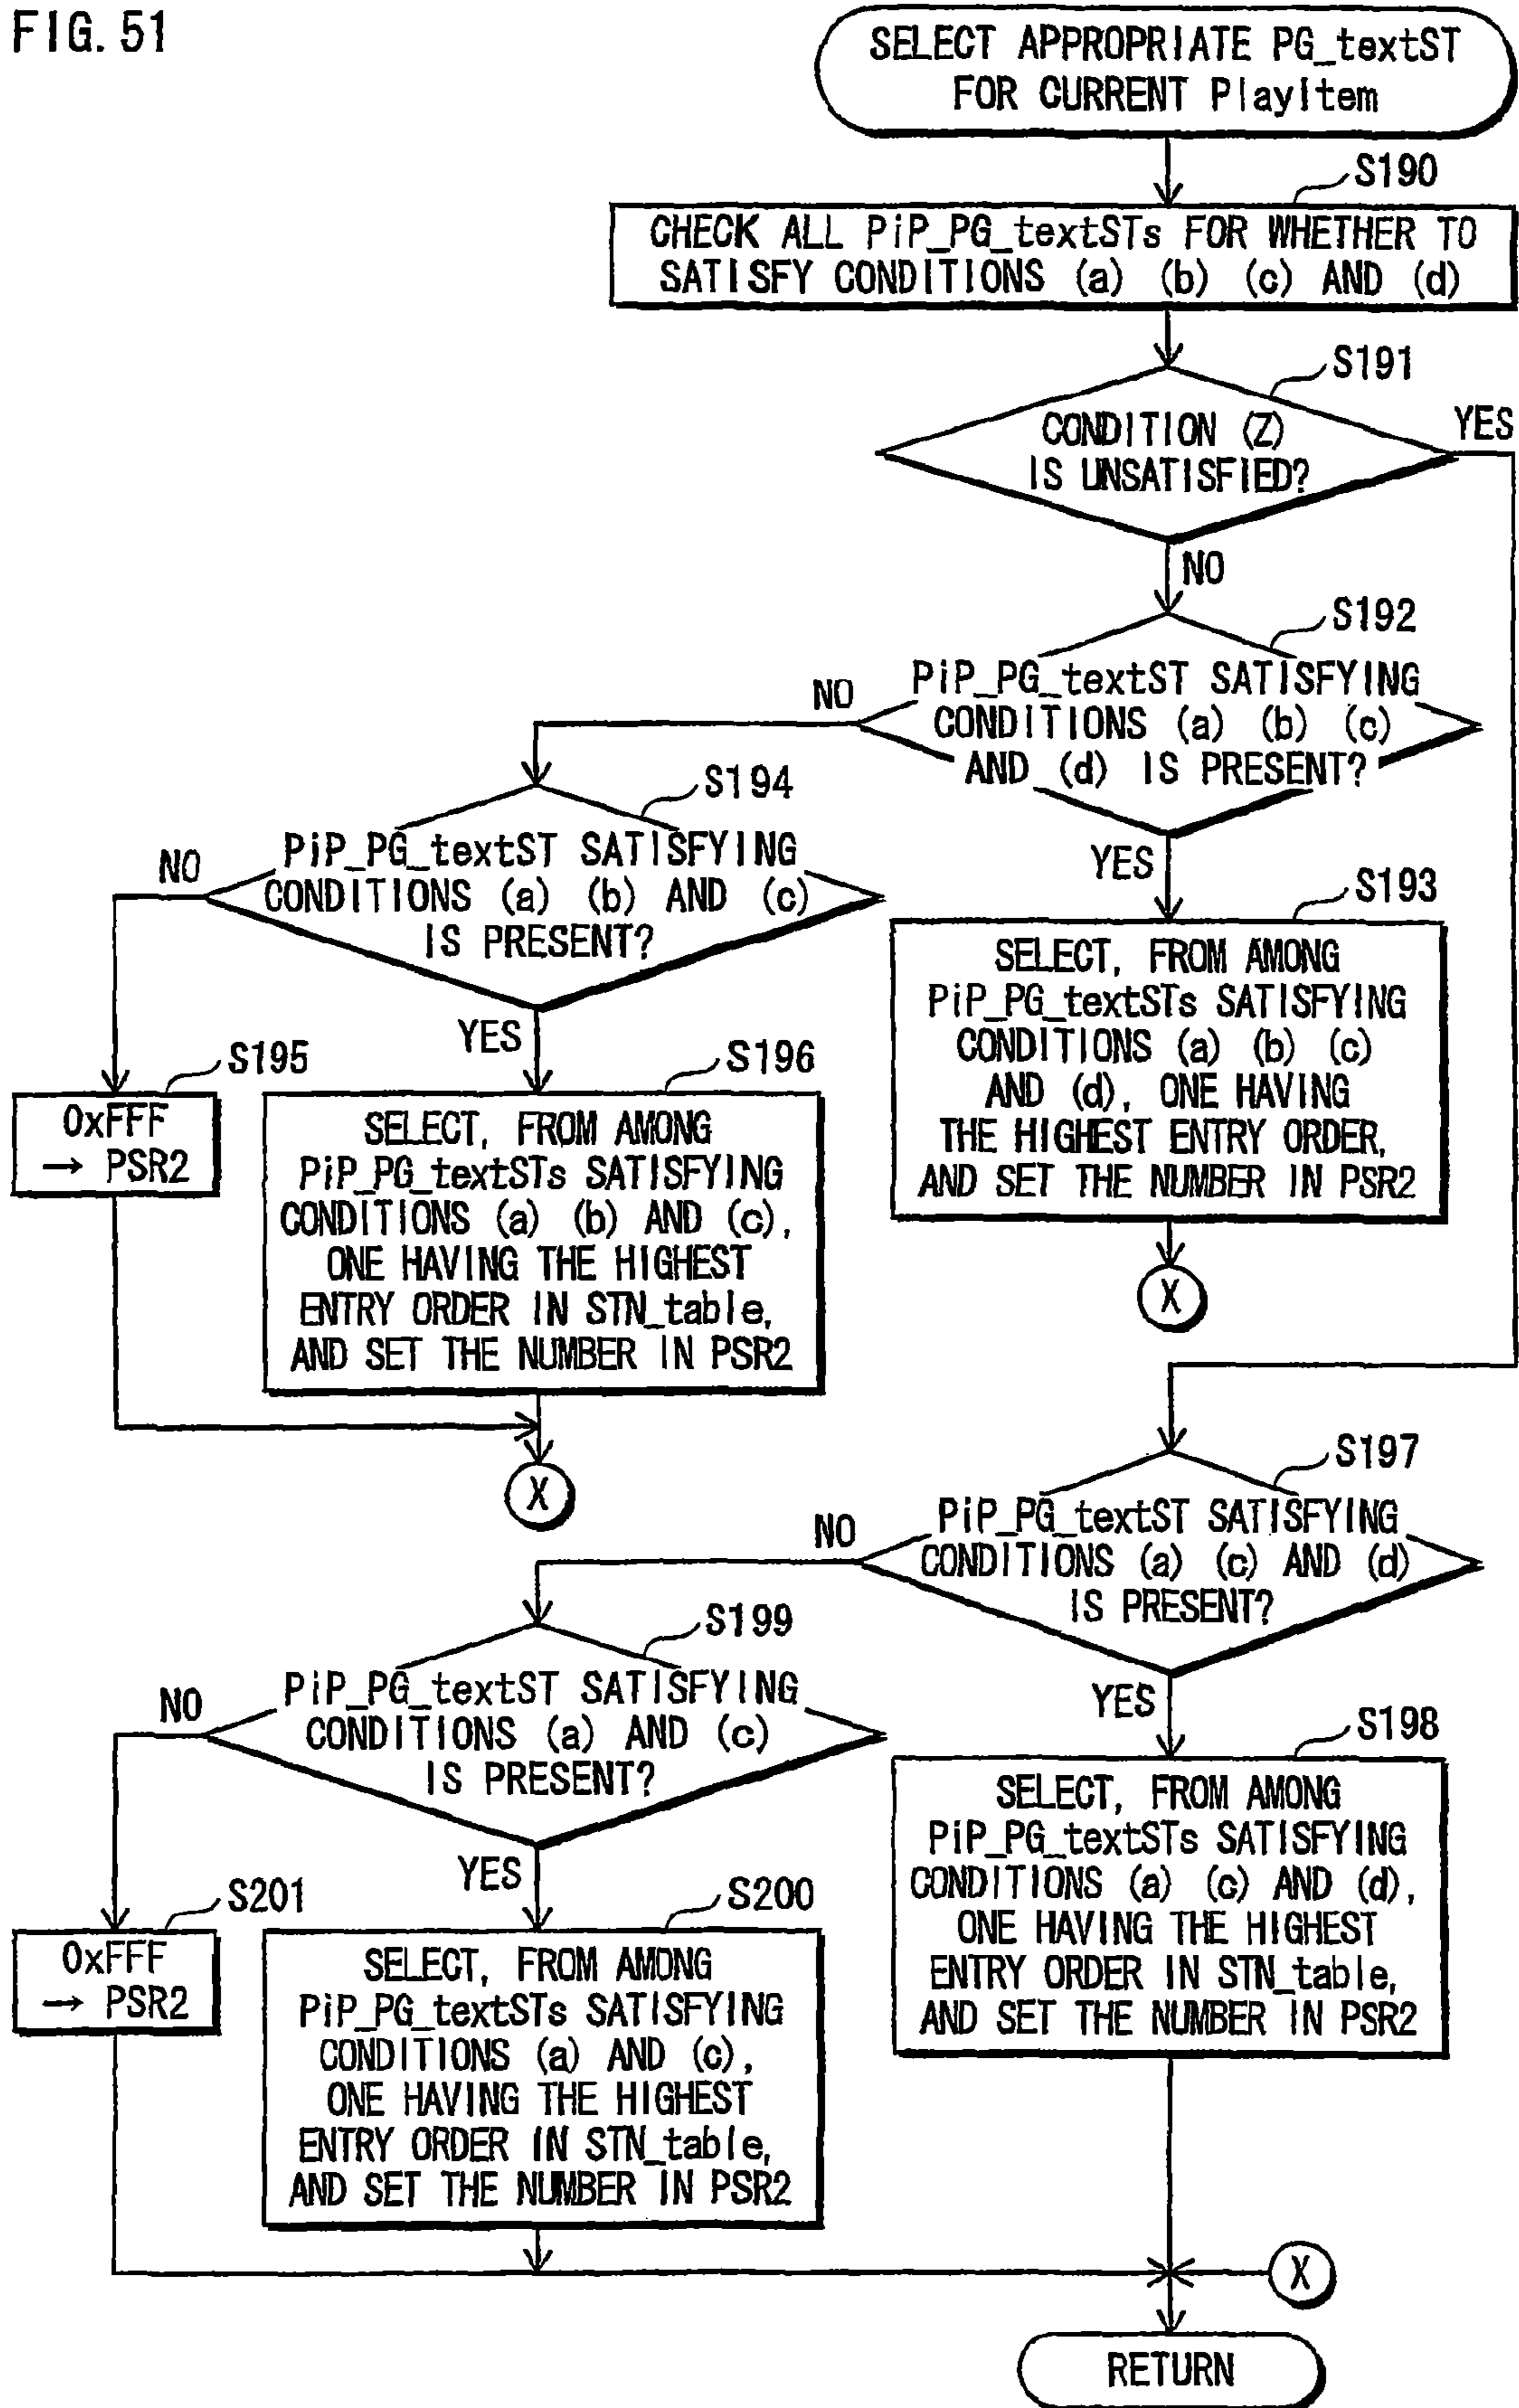 FIG. 51
SELECT APPROPRIATE PG_textST
FOR CURRENT PlayItem
S190
CHECK ALL PiP_PG_textSTs FOR WHETHER TO
SATISFY CONDITIONS (a) (b) (c) AND (d)
S191
CONDITION (Z)
IS UNSATISFIED?
YES
NO
S192
PiP_PG_textST SATISFYING
CONDITIONS (a) (b) (c)
AND (d) IS PRESENT?
NO
YES
S194
PiP_PG_textST SATISFYING
CONDITIONS (a) (b) AND (c)
IS PRESENT?
NO
YES
S193
SELECT, FROM AMONG
PiP_PG_textSTs SATISFYING
CONDITIONS (a) (b) (c)
AND (d), ONE HAVING
THE HIGHEST ENTRY ORDER,
AND SET THE NUMBER IN PSR2
X
S195
0xFFF
→ PSR2
S196
SELECT, FROM AMONG
PiP_PG_textSTs SATISFYING
CONDITIONS (a) (b) AND (c),
ONE HAVING THE HIGHEST
ENTRY ORDER IN STN_table,
AND SET THE NUMBER IN PSR2
X
S197
PiP_PG_textST SATISFYING
CONDITIONS (a) (c) AND (d)
IS PRESENT?
NO
YES
S199
PiP_PG_textST SATISFYING
CONDITIONS (a) AND (c)
IS PRESENT?
NO
YES
S198
SELECT, FROM AMONG
PiP_PG_textSTs SATISFYING
CONDITIONS (a) (c) AND (d),
ONE HAVING THE HIGHEST
ENTRY ORDER IN STN_table,
AND SET THE NUMBER IN PSR2
S201
0xFFF
→ PSR2
S200
SELECT, FROM AMONG
PiP_PG_textSTs SATISFYING
CONDITIONS (a) AND (c),
ONE HAVING THE HIGHEST
ENTRY ORDER IN STN_table,
AND SET THE NUMBER IN PSR2
X
RETURN